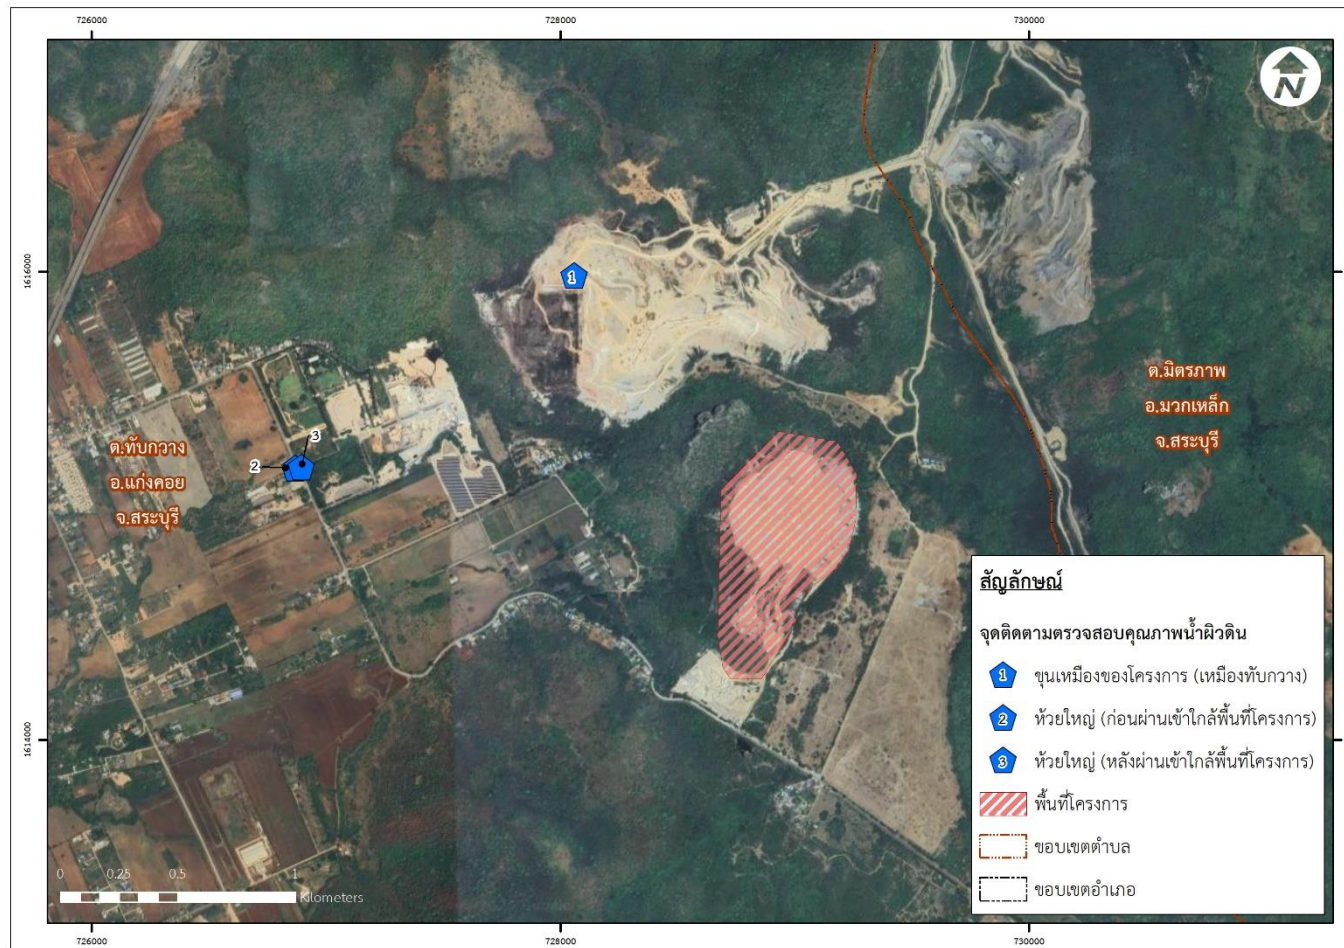 726000
728000
730000
N
1616000
1616000
1
ต.มิตรภาพ
อ.มวกเหล็ก
จ.สระบุรี
3
2
ต.ทับกวาง
อ.แก่งคอย
จ.สระบุรี
สัญลักษณ์
จุดติดตามตรวจสอบคุณภาพน้ำผิวดิน
1 ขุนเหมืองของโครงการ (เหมืองทับกวาง)
2 ห้วยใหญ่ (ก่อนผ่านเข้าใกล้พื้นที่โครงการ)
3 ห้วยใหญ่ (หลังผ่านเข้าใกล้พื้นที่โครงการ)
พื้นที่โครงการ
ขอบเขตตำบล
ขอบเขตอำเภอ
1614000
0 0.25 0.5 1
Kilometers
726000
728000
730000